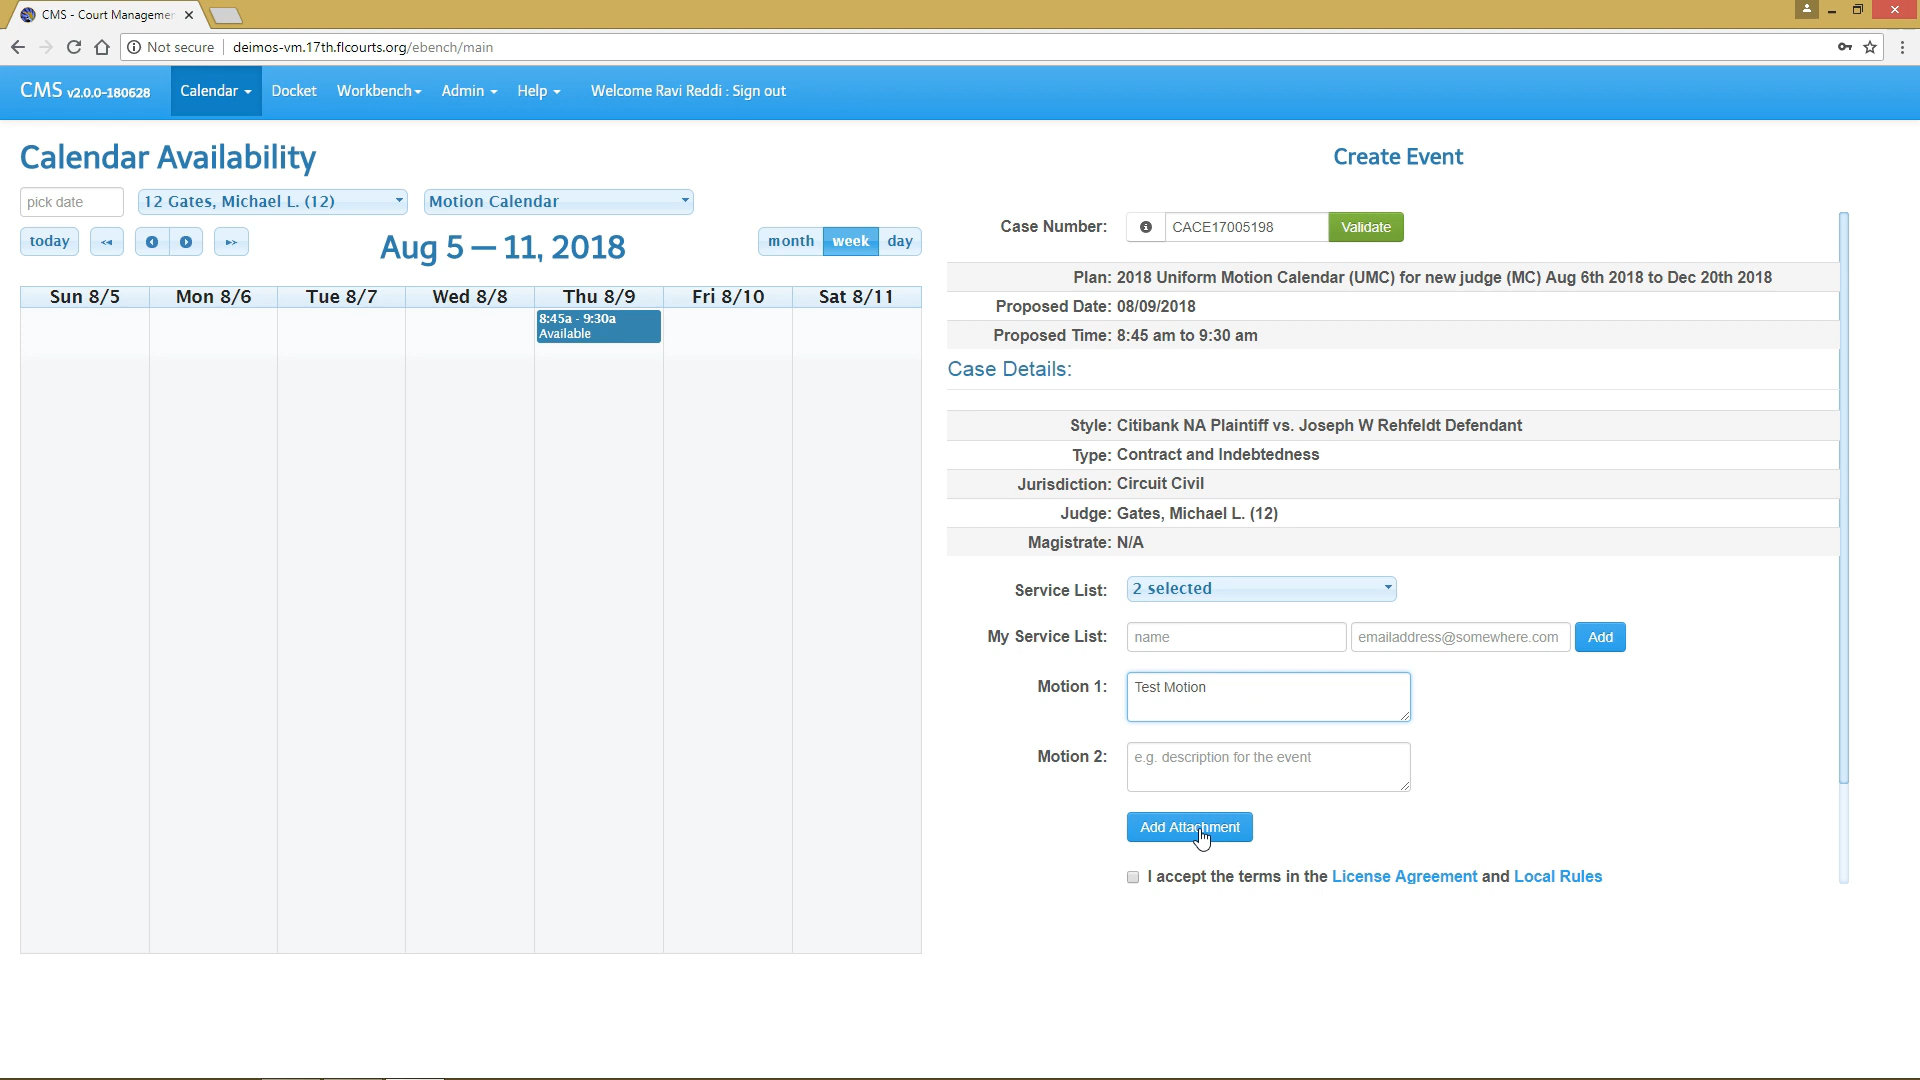 CMS - Court Managemer
Not secure
deimos-vm.17th.flcourts.org/ebench/main
CMS v2.0.0-180628
Calendar
Docket
Workbench
Admin
Help
Welcome Ravi Reddi : Sign out
Calendar Availability
pick date
12 Gates, Michael L. (12)
Motion Calendar
today
Aug 5 — 11, 2018
month
week
day
Sun 8/5
Mon 8/6
Tue 8/7
Wed 8/8
Thu 8/9
Fri 8/10
Sat 8/11
8:45a - 9:30a
Available
Create Event
Case Number: CACE17005198 Validate
Plan: 2018 Uniform Motion Calendar (UMC) for new judge (MC) Aug 6th 2018 to Dec 20th 2018
Proposed Date: 08/09/2018
Proposed Time: 8:45 am to 9:30 am
Case Details:
Style: Citibank NA Plaintiff vs. Joseph W Rehfeldt Defendant
Type: Contract and Indebtedness
Jurisdiction: Circuit Civil
Judge: Gates, Michael L. (12)
Magistrate: N/A
Service List: 2 selected
My Service List: name emailaddress@somewhere.com Add
Motion 1: Test Motion
Motion 2: e.g. description for the event
Add Attachment
I accept the terms in the License Agreement and Local Rules